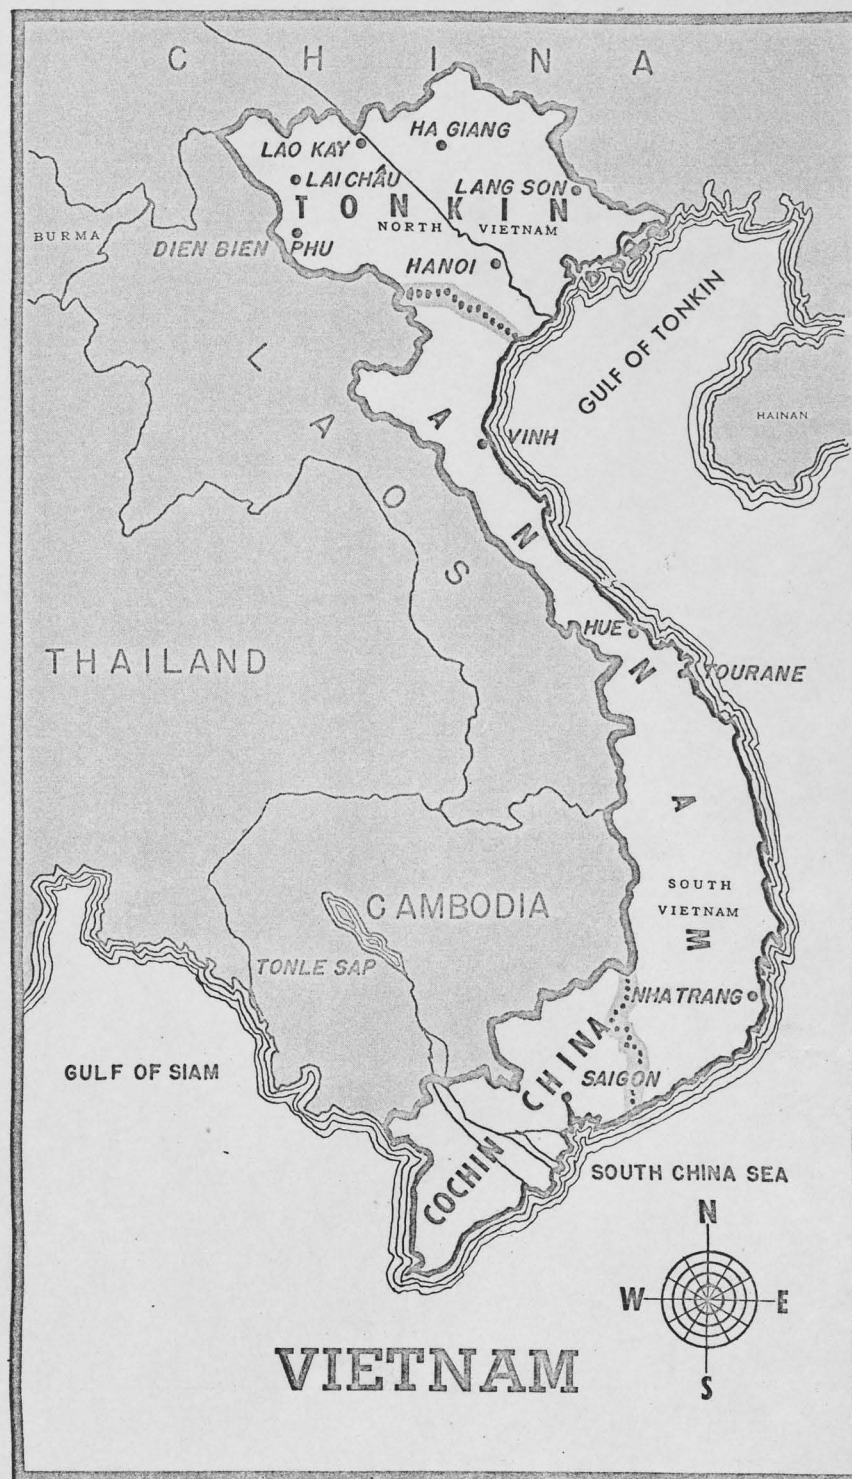 CHINA
HA GIANG
LAO KAY
LAI CHÂU
LANG SON
TONKIN
NORTH VIETNAM
BURMA
DIEN BIEN PHU
HANOI
GULF OF TONKIN
LAOS
HAINAN
VINH
ANNAM
HUE
THAILAND
TOURANE
SOUTH
VIETNAM
CAMBODIA
TONLE SAP
NHATRANG
GULF OF SIAM
SAIGON
COCHIN CHINA
SOUTH CHINA SEA
N
W E
S
VIETNAM